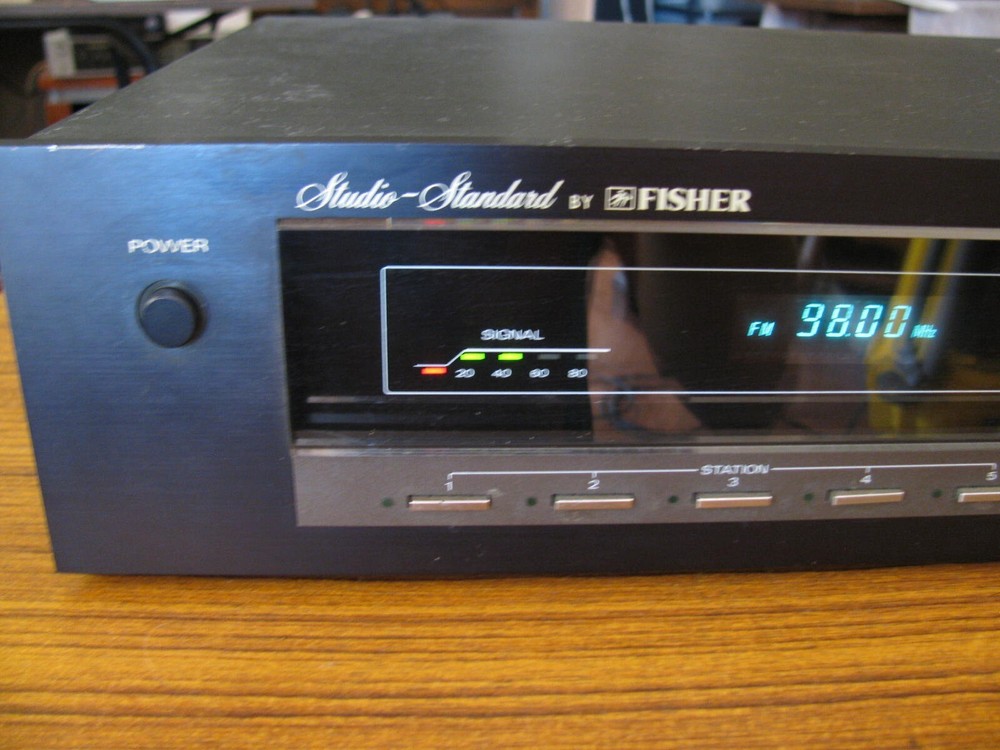 Studio-Standard BY FISHER
POWER
FM 98.00 MHz
SIGNAL
20 40 60 80
STATION
1 2 3 4 5